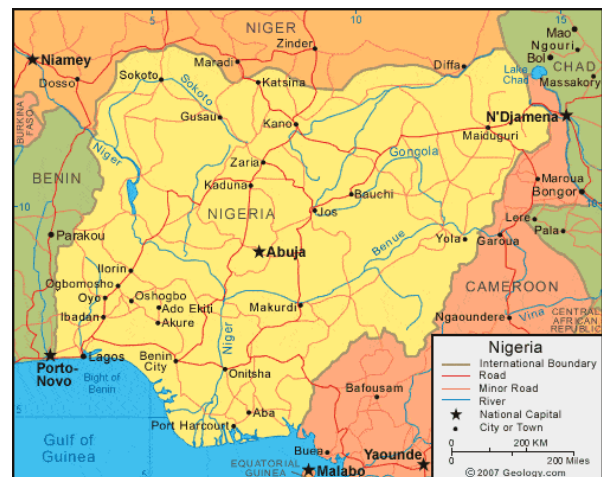 5
10
15
NIGER
Zinder
Niamey
Maradi
Diffa
Mao
Ngouri
Bol
CHAD
Lake
Chad
Massakory
Dosso
Sokoto
Sokoto
Katsina
BURKINA
FASO
Gusau
Kano
N'Djamena
Maiduguri
Niger
Zaria
Gongola
BENIN
Kaduna
Bauchi
Maroua
Bongor
10
NIGERIA
Jos
10
Lere
Pala
Parakou
Abuja
Benue
Yola
Garoua
Ilorin
Ogbomosho
Oyo
Oshogbo
Ado Ekiti
Ibadan
Akure
Makurdi
CAMEROON
Ngaoundere
Vina
CENTRAL
AFRICAN
REPUBLIC
Niger
Lagos
Porto-
Novo
Bight of
Benin
Benin
City
Onitsha
Bafousam
5
Aba
Port Harcourt
Gulf of
Guinea
Buea
Yaounde
EQUATORIAL
GUINEA
Malabo
Nigeria
International Boundary
Road
Minor Road
River
National Capital
City or Town
0 200 KM
0 200 Miles
© 2007 Geology.com